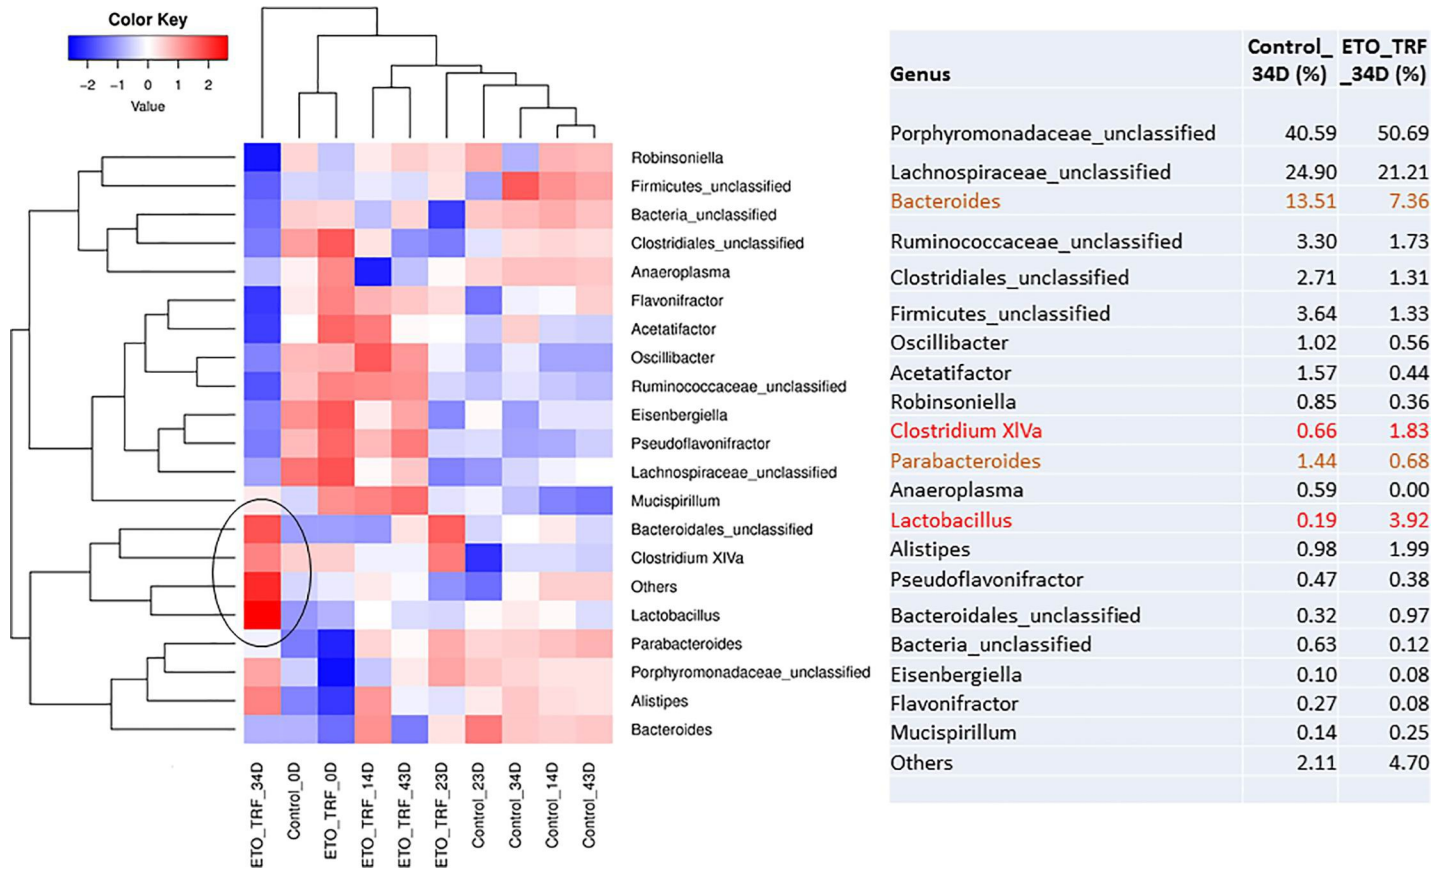 Color Key
−2 −1 0 1 2
Value
Robinsoniella
Firmicutes_unclassified
Bacteria_unclassified
Clostridiales_unclassified
Anaeroplasma
Flavonifractor
Acetatifactor
Oscillibacter
Ruminococcaceae_unclassified
Eisenbergiella
Pseudoflavonifractor
Lachnospiraceae_unclassified
Mucispirillum
Bacteroidales_unclassified
Clostridium XIVa
Others
Lactobacillus
Parabacteroides
Porphyromonadaceae_unclassified
Alistipes
Bacteroides
ETO_TRF_34D
Control_0D
ETO_TRF_0D
ETO_TRF_14D
ETO_TRF_43D
ETO_TRF_23D
Control_23D
Control_34D
Control_14D
Control_43D
Control_ ETO_TRF
Genus 34D (%) _34D (%)
Porphyromonadaceae_unclassified 40.59 50.69
Lachnospiraceae_unclassified 24.90 21.21
Bacteroides 13.51 7.36
Ruminococcaceae_unclassified 3.30 1.73
Clostridiales_unclassified 2.71 1.31
Firmicutes_unclassified 3.64 1.33
Oscillibacter 1.02 0.56
Acetatifactor 1.57 0.44
Robinsoniella 0.85 0.36
Clostridium XlVa 0.66 1.83
Parabacteroides 1.44 0.68
Anaeroplasma 0.59 0.00
Lactobacillus 0.19 3.92
Alistipes 0.98 1.99
Pseudoflavonifractor 0.47 0.38
Bacteroidales_unclassified 0.32 0.97
Bacteria_unclassified 0.63 0.12
Eisenbergiella 0.10 0.08
Flavonifractor 0.27 0.08
Mucispirillum 0.14 0.25
Others 2.11 4.70